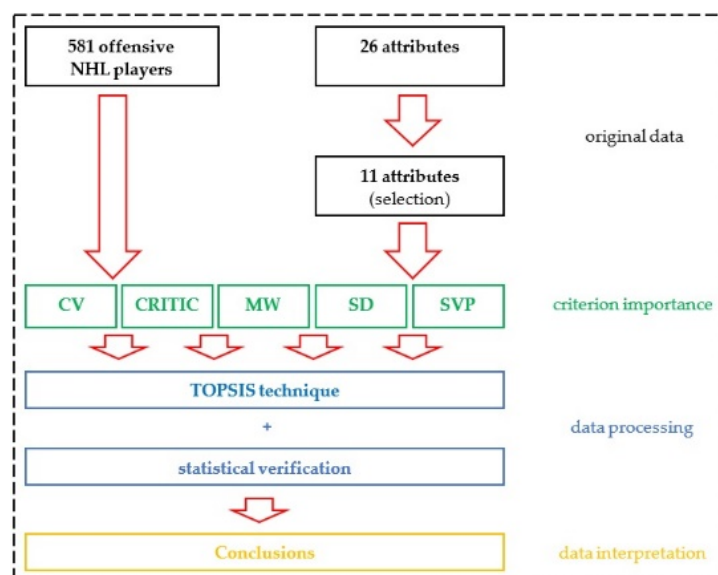 581 offensive
NHL players
26 attributes
original data
11 attributes
(selection)
CV
CRITIC
MW
SD
SVP
criterion importance
TOPSIS technique
+
data processing
statistical verification
Conclusions
data interpretation